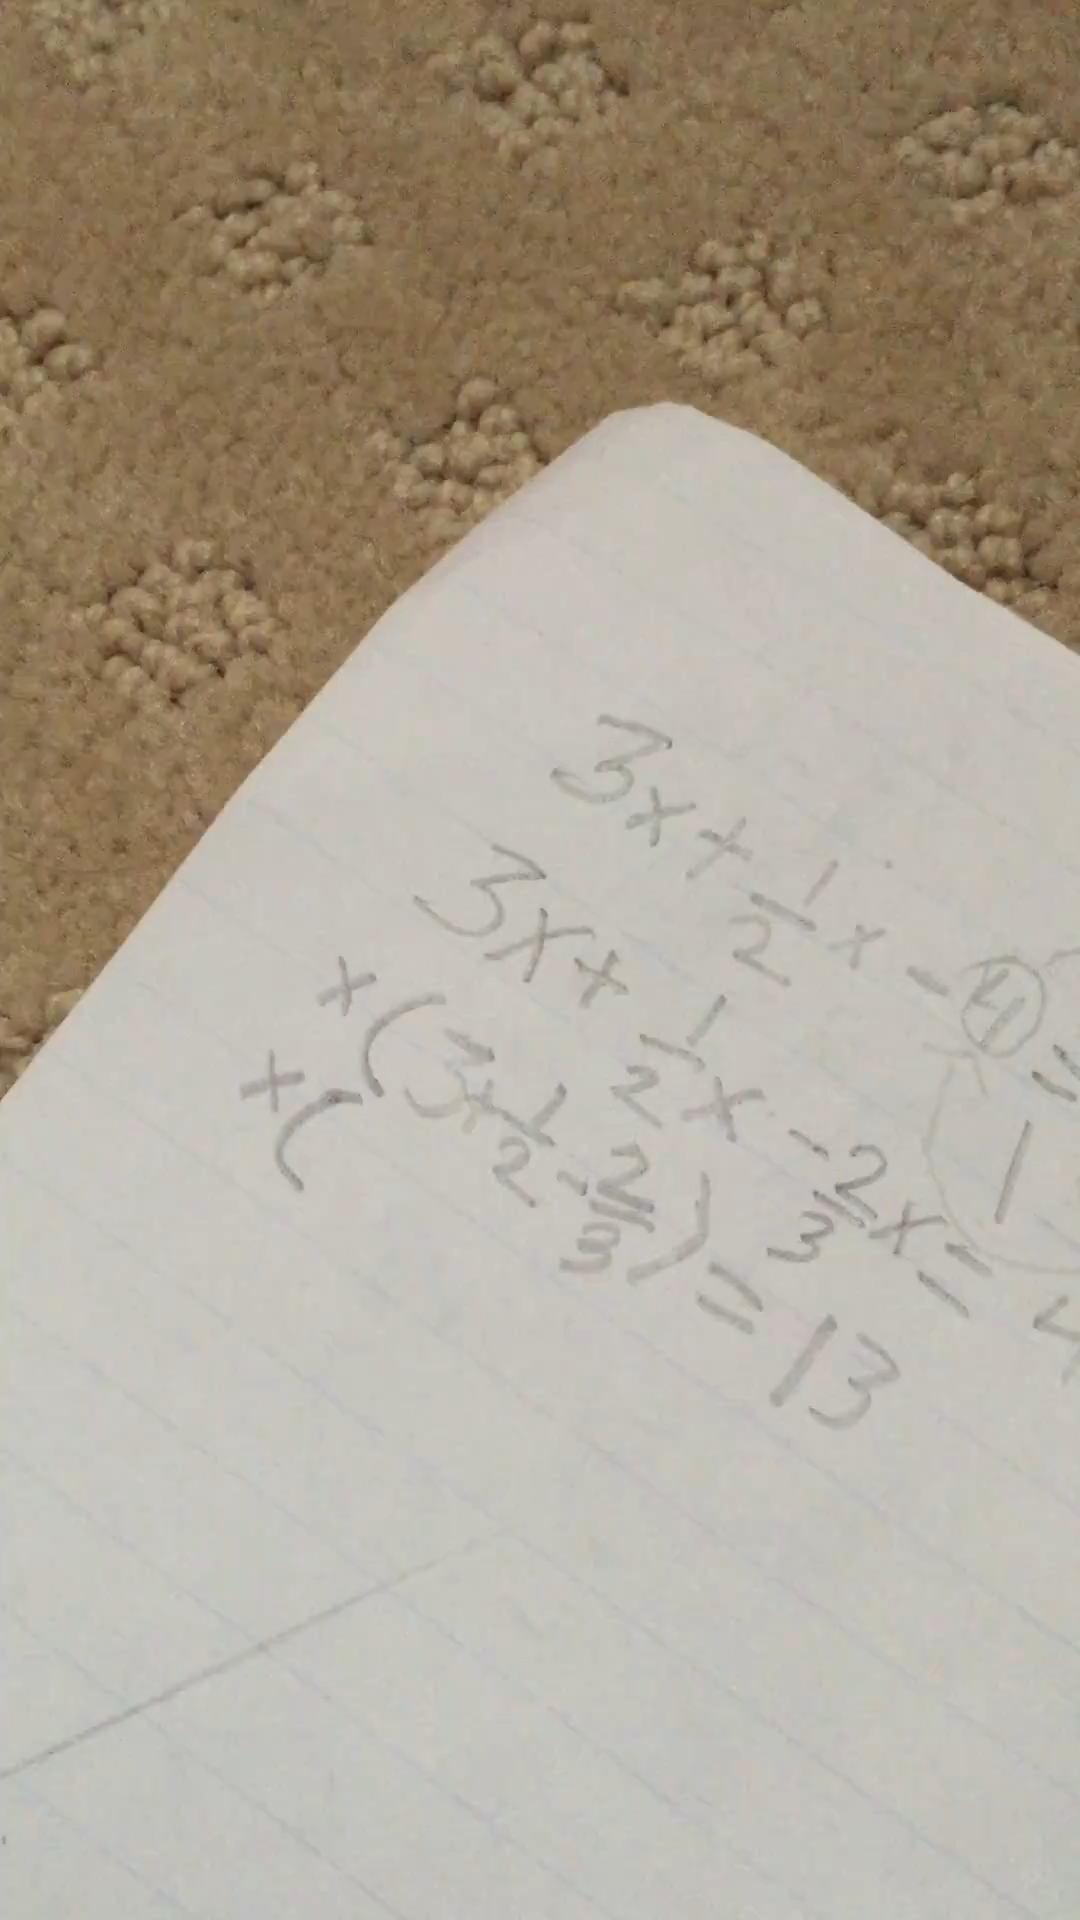 3x + 1/2 x - 4 =
3x + 1/2 x - 2/3 x =
x(3 + 1/2 - 2/3) = 13
x(